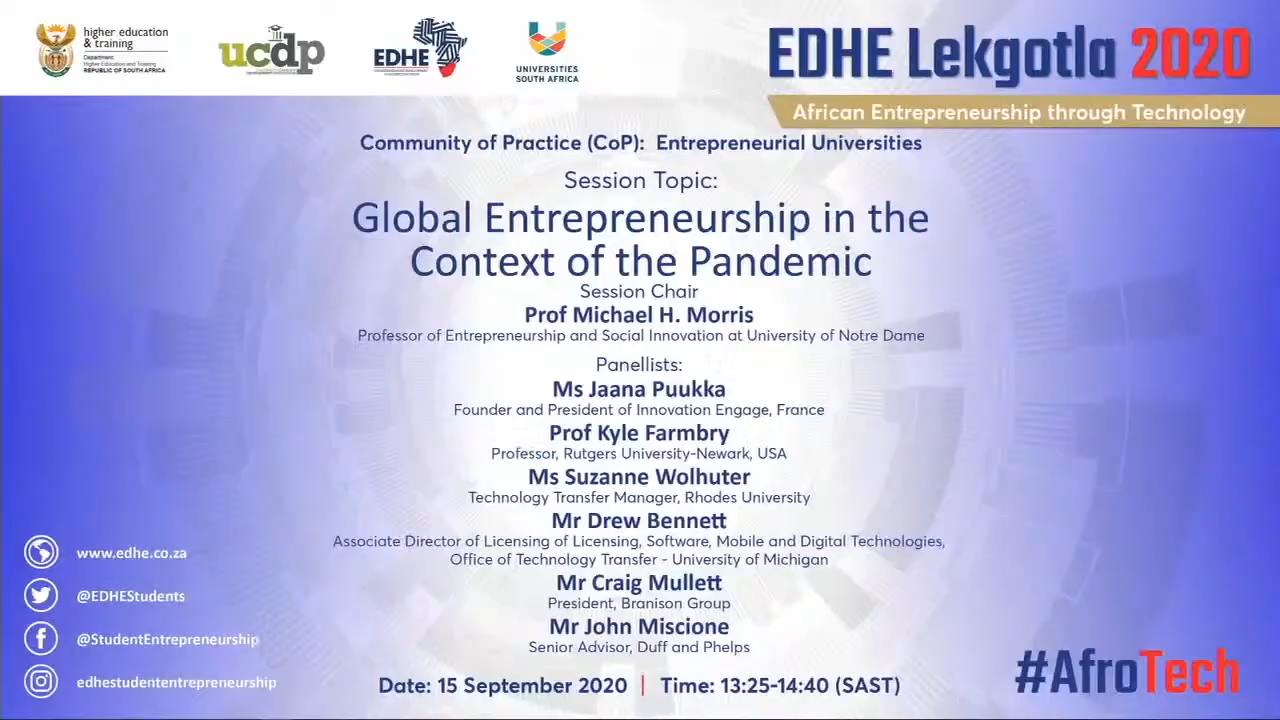 higher education
& training
Department:
Higher Education and Training
REPUBLIC OF SOUTH AFRICA
ucdp
EDHE
UNIVERSITIES
SOUTH AFRICA
EDHE Lekgotla 2020
African Entrepreneurship through Technology
Community of Practice (CoP): Entrepreneurial Universities
Session Topic:
Global Entrepreneurship in the
Context of the Pandemic
Session Chair
Prof Michael H. Morris
Professor of Entrepreneurship and Social Innovation at University of Notre Dame
Panellists:
Ms Jaana Puukka
Founder and President of Innovation Engage, France
Prof Kyle Farmbry
Professor, Rutgers University-Newark, USA
Ms Suzanne Wolhuter
Technology Transfer Manager, Rhodes University
Mr Drew Bennett
Associate Director of Licensing of Licensing, Software, Mobile and Digital Technologies,
Office of Technology Transfer - University of Michigan
Mr Craig Mullett
President, Branison Group
Mr John Miscione
Senior Advisor, Duff and Phelps
Date: 15 September 2020 | Time: 13:25-14:40 (SAST)
www.edhe.co.za
@EDHEStudents
@StudentEntrepreneurship
edhestudententrepreneurship
#AfroTech